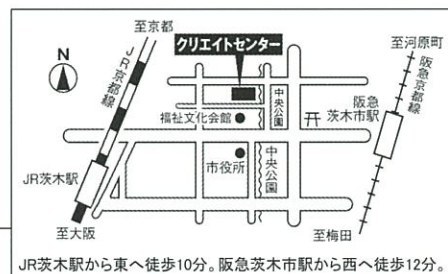 至京都
至河原町
N
クリエイトセンター
JR京都線
阪急京都線
中央公園
福祉文化会館
阪急
茨木市駅
市役所
中央公園
JR茨木駅
至大阪
至梅田
JR茨木駅から東へ徒歩10分。阪急茨木市駅から西へ徒歩12分。